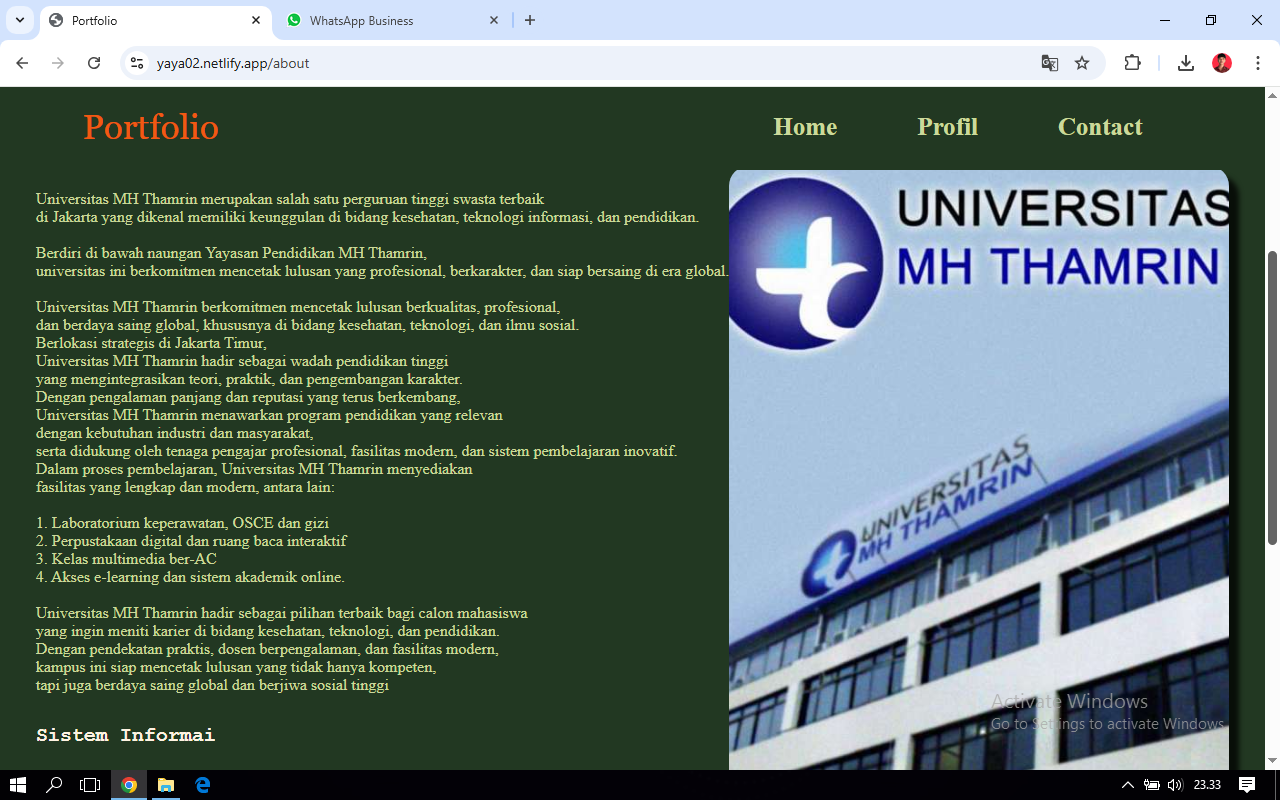 Portfolio
WhatsApp Business
yaya02.netlify.app/about
Portfolio
Home
Profil
Contact
Universitas MH Thamrin merupakan salah satu perguruan tinggi swasta terbaik
di Jakarta yang dikenal memiliki keunggulan di bidang kesehatan, teknologi informasi, dan pendidikan.
Berdiri di bawah naungan Yayasan Pendidikan MH Thamrin,
universitas ini berkomitmen mencetak lulusan yang profesional, berkarakter, dan siap bersaing di era global.
Universitas MH Thamrin berkomitmen mencetak lulusan berkualitas, profesional,
dan berdaya saing global, khususnya di bidang kesehatan, teknologi, dan ilmu sosial.
Berlokasi strategis di Jakarta Timur,
Universitas MH Thamrin hadir sebagai wadah pendidikan tinggi
yang mengintegrasikan teori, praktik, dan pengembangan karakter.
Dengan pengalaman panjang dan reputasi yang terus berkembang,
Universitas MH Thamrin menawarkan program pendidikan yang relevan
dengan kebutuhan industri dan masyarakat,
serta didukung oleh tenaga pengajar profesional, fasilitas modern, dan sistem pembelajaran inovatif.
Dalam proses pembelajaran, Universitas MH Thamrin menyediakan
fasilitas yang lengkap dan modern, antara lain:
1. Laboratorium keperawatan, OSCE dan gizi
2. Perpustakaan digital dan ruang baca interaktif
3. Kelas multimedia ber-AC
4. Akses e-learning dan sistem akademik online.
Universitas MH Thamrin hadir sebagai pilihan terbaik bagi calon mahasiswa
yang ingin meniti karier di bidang kesehatan, teknologi, dan pendidikan.
Dengan pendekatan praktis, dosen berpengalaman, dan fasilitas modern,
kampus ini siap mencetak lulusan yang tidak hanya kompeten,
tapi juga berdaya saing global dan berjiwa sosial tinggi
Sistem Informai
UNIVERSITAS
MH THAMRIN
UNIVERSITAS
MH THAMRIN
Activate Windows
Go to Settings to activate Windows.
23.33